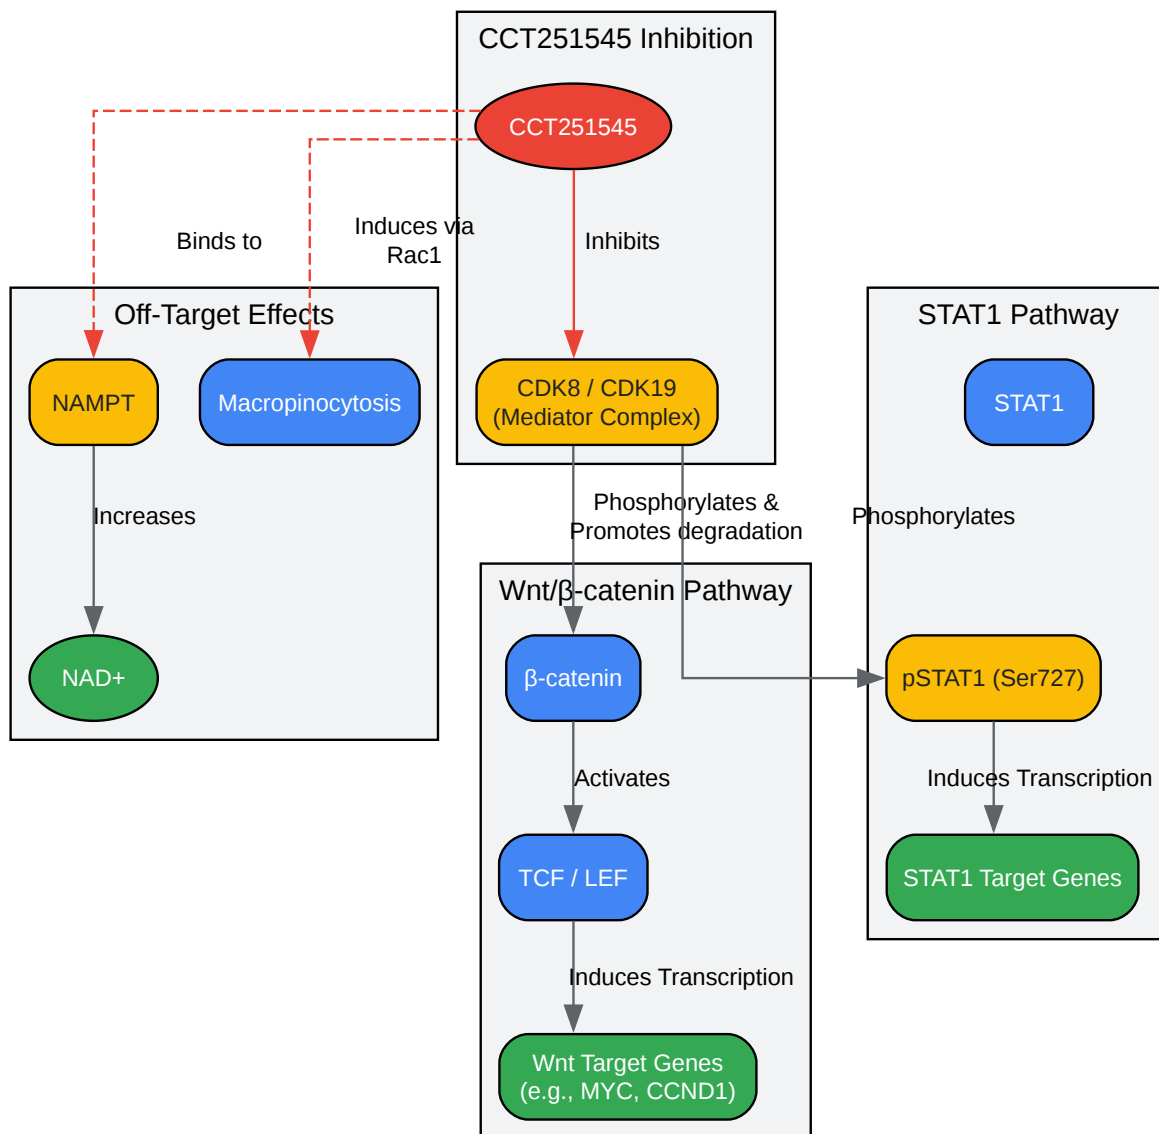 CCT251545 Inhibition
CCT251545
Binds to
Induces via
Rac1
Inhibits
Off-Target Effects
STAT1 Pathway
NAMPT
Macropinocytosis
CDK8 / CDK19
(Mediator Complex)
STAT1
Increases
Phosphorylates &
Promotes degradation
Phosphorylates
Wnt/β-catenin Pathway
NAD+
β-catenin
pSTAT1 (Ser727)
Activates
Induces Transcription
TCF / LEF
STAT1 Target Genes
Induces Transcription
Wnt Target Genes
(e.g., MYC, CCND1)